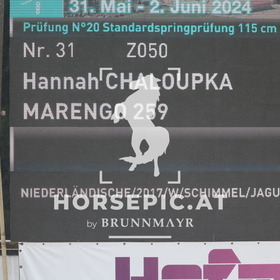 31. Mai - 2. Juni 2024
Prüfung N°20 Standardspringprüfung 115 cm
Nr. 31 Z050
Hannah CHALOUPKA
MARENGO 259
NIEDERLÄNDISCHE/2017/W/SCHIMMEL/JAGU
HORSEPIC.AT
by BRUNNMAYR